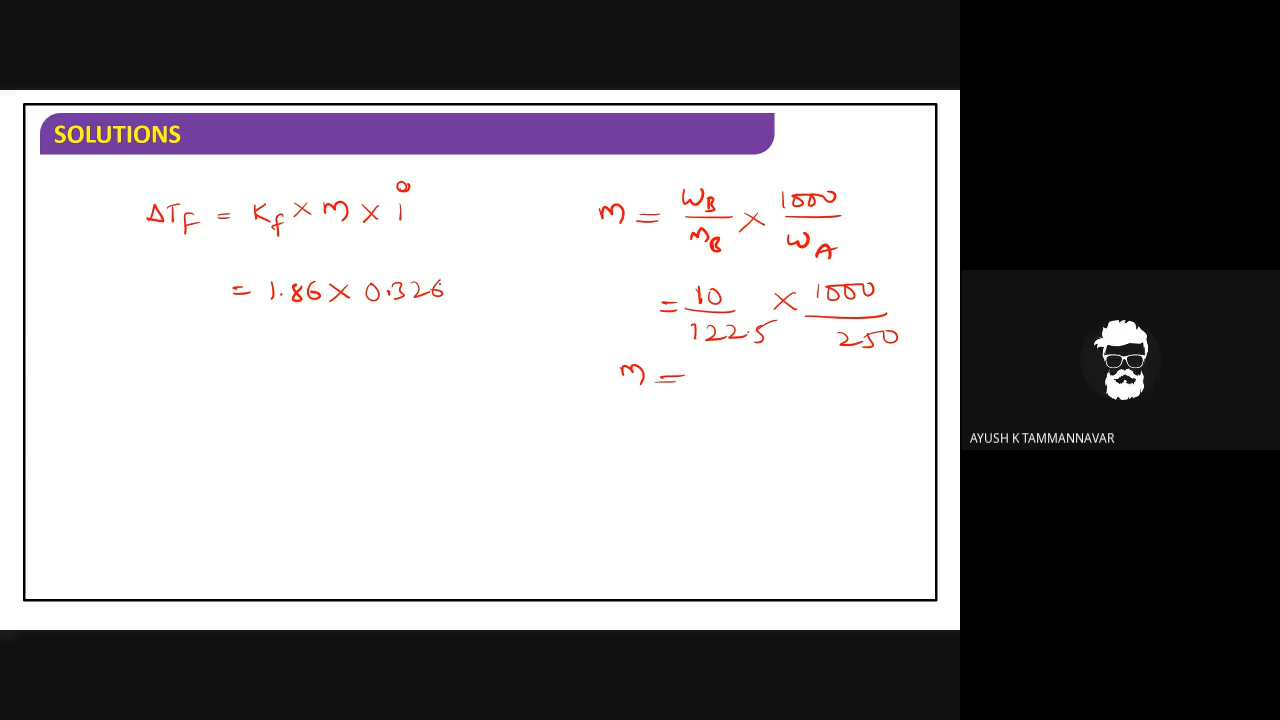 SOLUTIONS
ΔT_f = K_f × m × i
= 1.86 × 0.326
m = W_B/M_B × 1000/W_A
= 10/122.5 × 1000/250
m =
AYUSH K TAMMANNAVAR